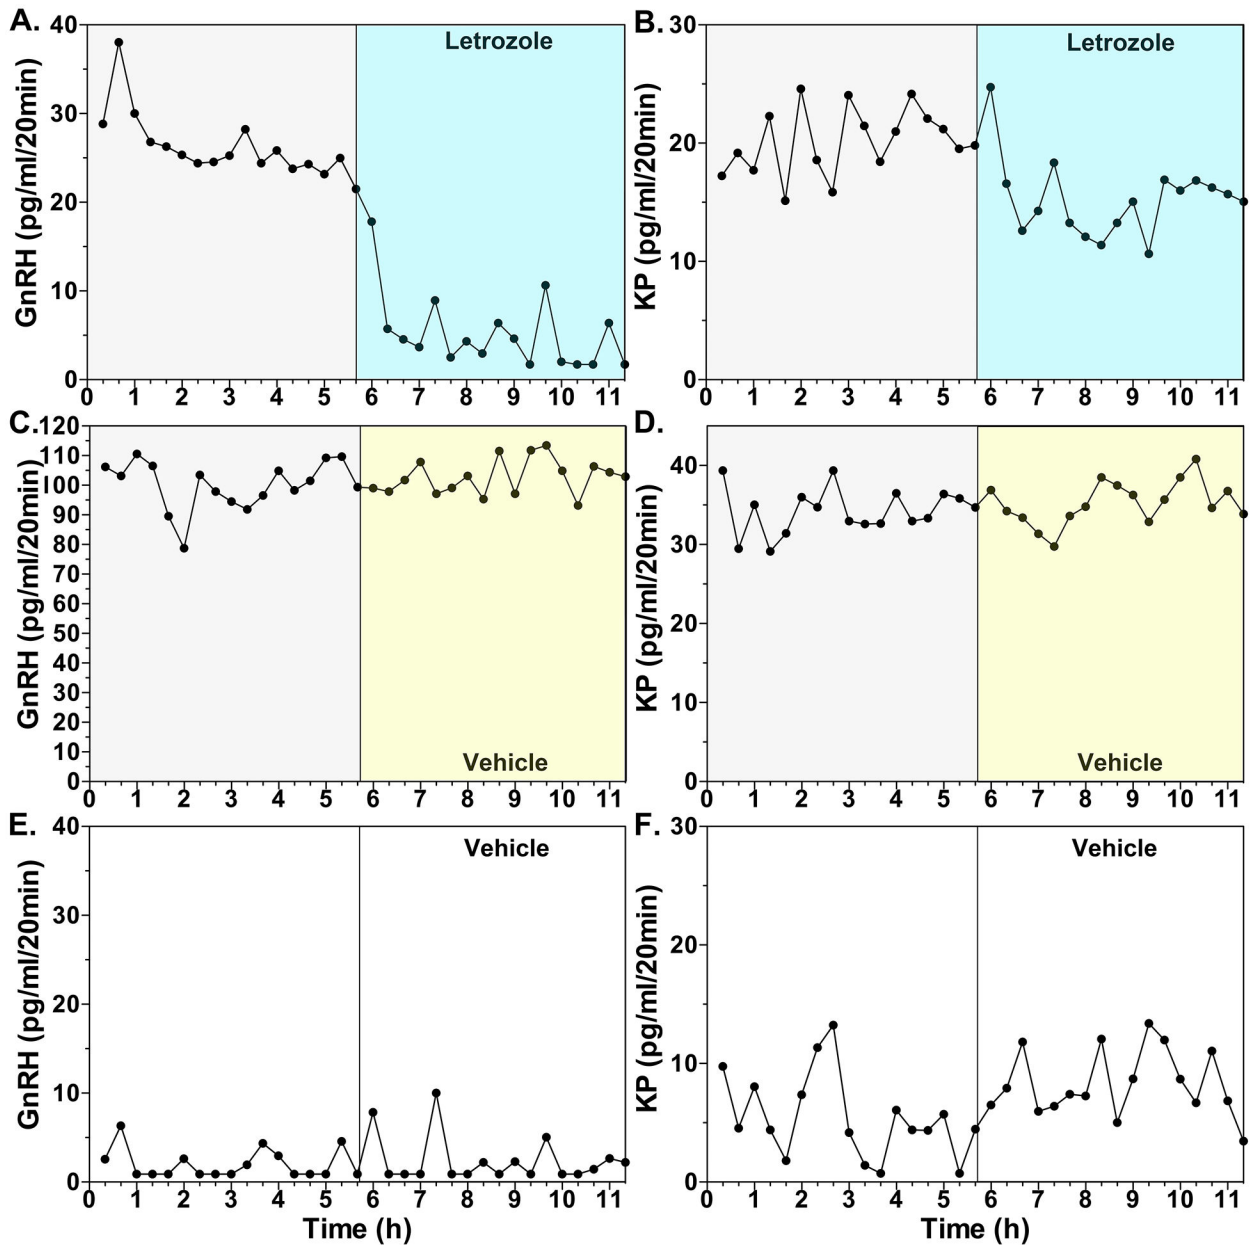 A.
40
30
20
10
0
GnRH (pg/ml/20min)
Letrozole
0 1 2 3 4 5 6 7 8 9 10 11
B.
30
20
10
0
KP (pg/ml/20min)
Letrozole
0 1 2 3 4 5 6 7 8 9 10 11
C.
120
110
100
90
80
70
60
50
40
30
20
10
0
GnRH (pg/ml/20min)
Vehicle
0 1 2 3 4 5 6 7 8 9 10 11
D.
40
30
20
10
0
KP (pg/ml/20min)
Vehicle
0 1 2 3 4 5 6 7 8 9 10 11
E.
40
30
20
10
0
GnRH (pg/ml/20min)
Vehicle
0 1 2 3 4 5 6 7 8 9 10 11
Time (h)
F.
30
20
10
0
KP (pg/ml/20min)
Vehicle
0 1 2 3 4 5 6 7 8 9 10 11
Time (h)